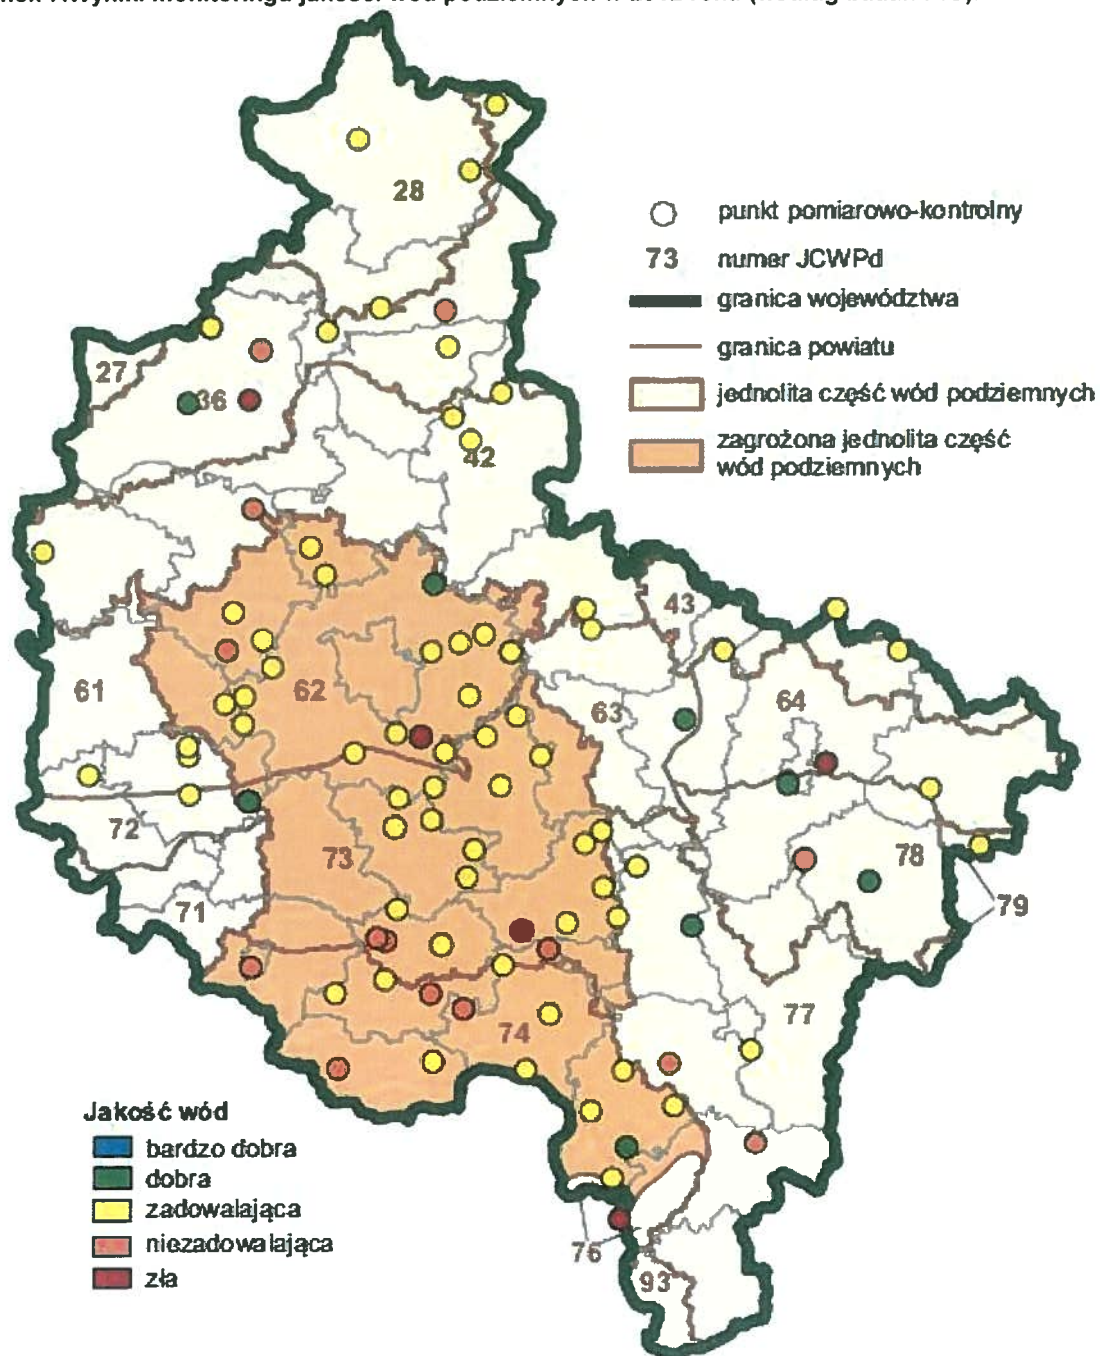 28
punkt pomiarowo-kontrolny
73 numer JCWPd
granica województwa
granica powiatu
jednolita część wód podziemnych
zagrożona jednolita część
wód podziemnych
27
36
42
43
61
62
63
64
72
73
78
71
79
77
74
Jakość wód
bardzo dobra
dobra
zadowalająca
niezadowalająca
zła
76
93